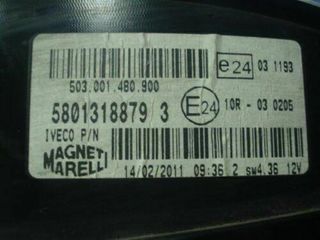 e24 03 1193
503.001.480.900
5801318879 3 E24 10R - 03 0205
IVECO P/N
MAGNETI
MARELLI
14/02/2011 09:36 2 sw4.36 12V